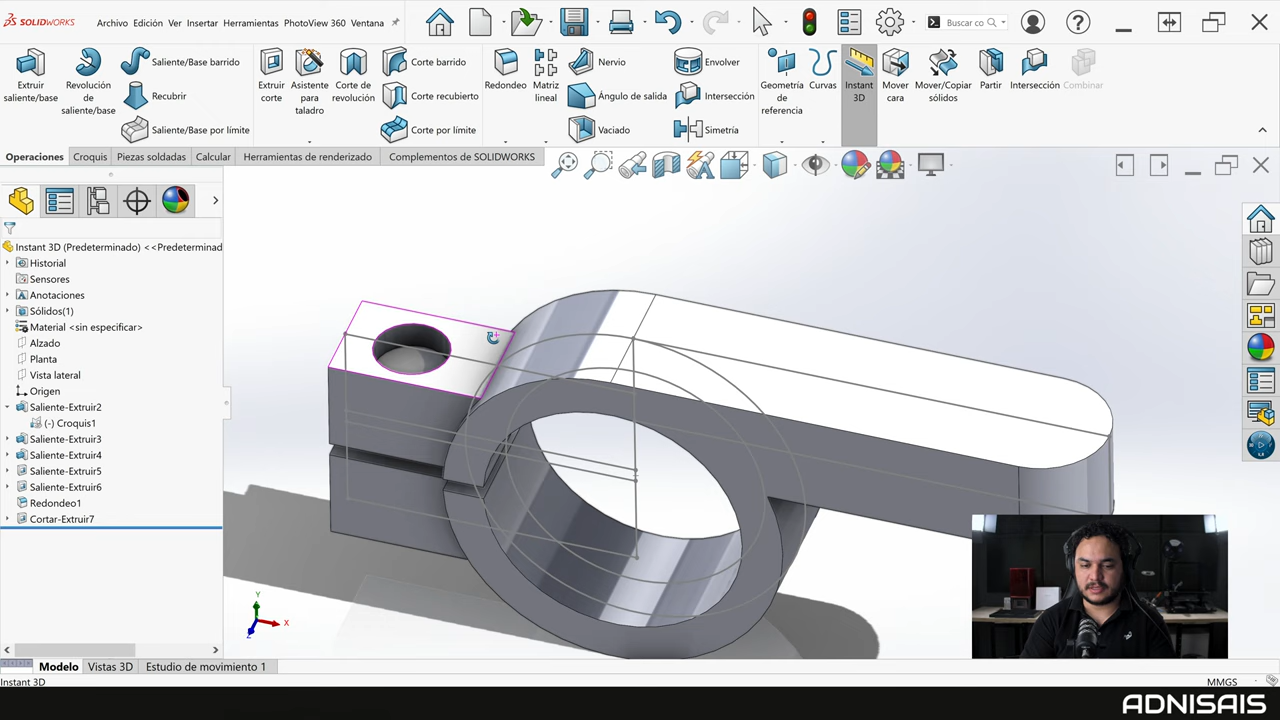 SOLIDWORKS
Archivo Edición Ver Insertar Herramientas PhotoView 360 Ventana
Buscar co
Extruir saliente/base
Revolución de saliente/base
Saliente/Base barrido
Recubrir
Saliente/Base por límite
Extruir corte
Asistente para taladro
Corte de revolución
Corte barrido
Corte recubierto
Corte por límite
Redondeo
Matriz lineal
Nervio
Ángulo de salida
Vaciado
Envolver
Intersección
Simetría
Geometría de referencia
Curvas
Instant 3D
Mover cara
Mover/Copiar sólidos
Partir
Intersección
Combinar
Operaciones Croquis Piezas soldadas Calcular Herramientas de renderizado Complementos de SOLIDWORKS
Instant 3D (Predeterminado) <<Predeterminad
Historial
Sensores
Anotaciones
Sólidos(1)
Material <sin especificar>
Alzado
Planta
Vista lateral
Origen
Saliente-Extruir2
(-) Croquis1
Saliente-Extruir3
Saliente-Extruir4
Saliente-Extruir5
Saliente-Extruir6
Redondeo1
Cortar-Extruir7
Y
X
Z
Modelo Vistas 3D Estudio de movimiento 1
Instant 3D
MMGS
ADNISAIS